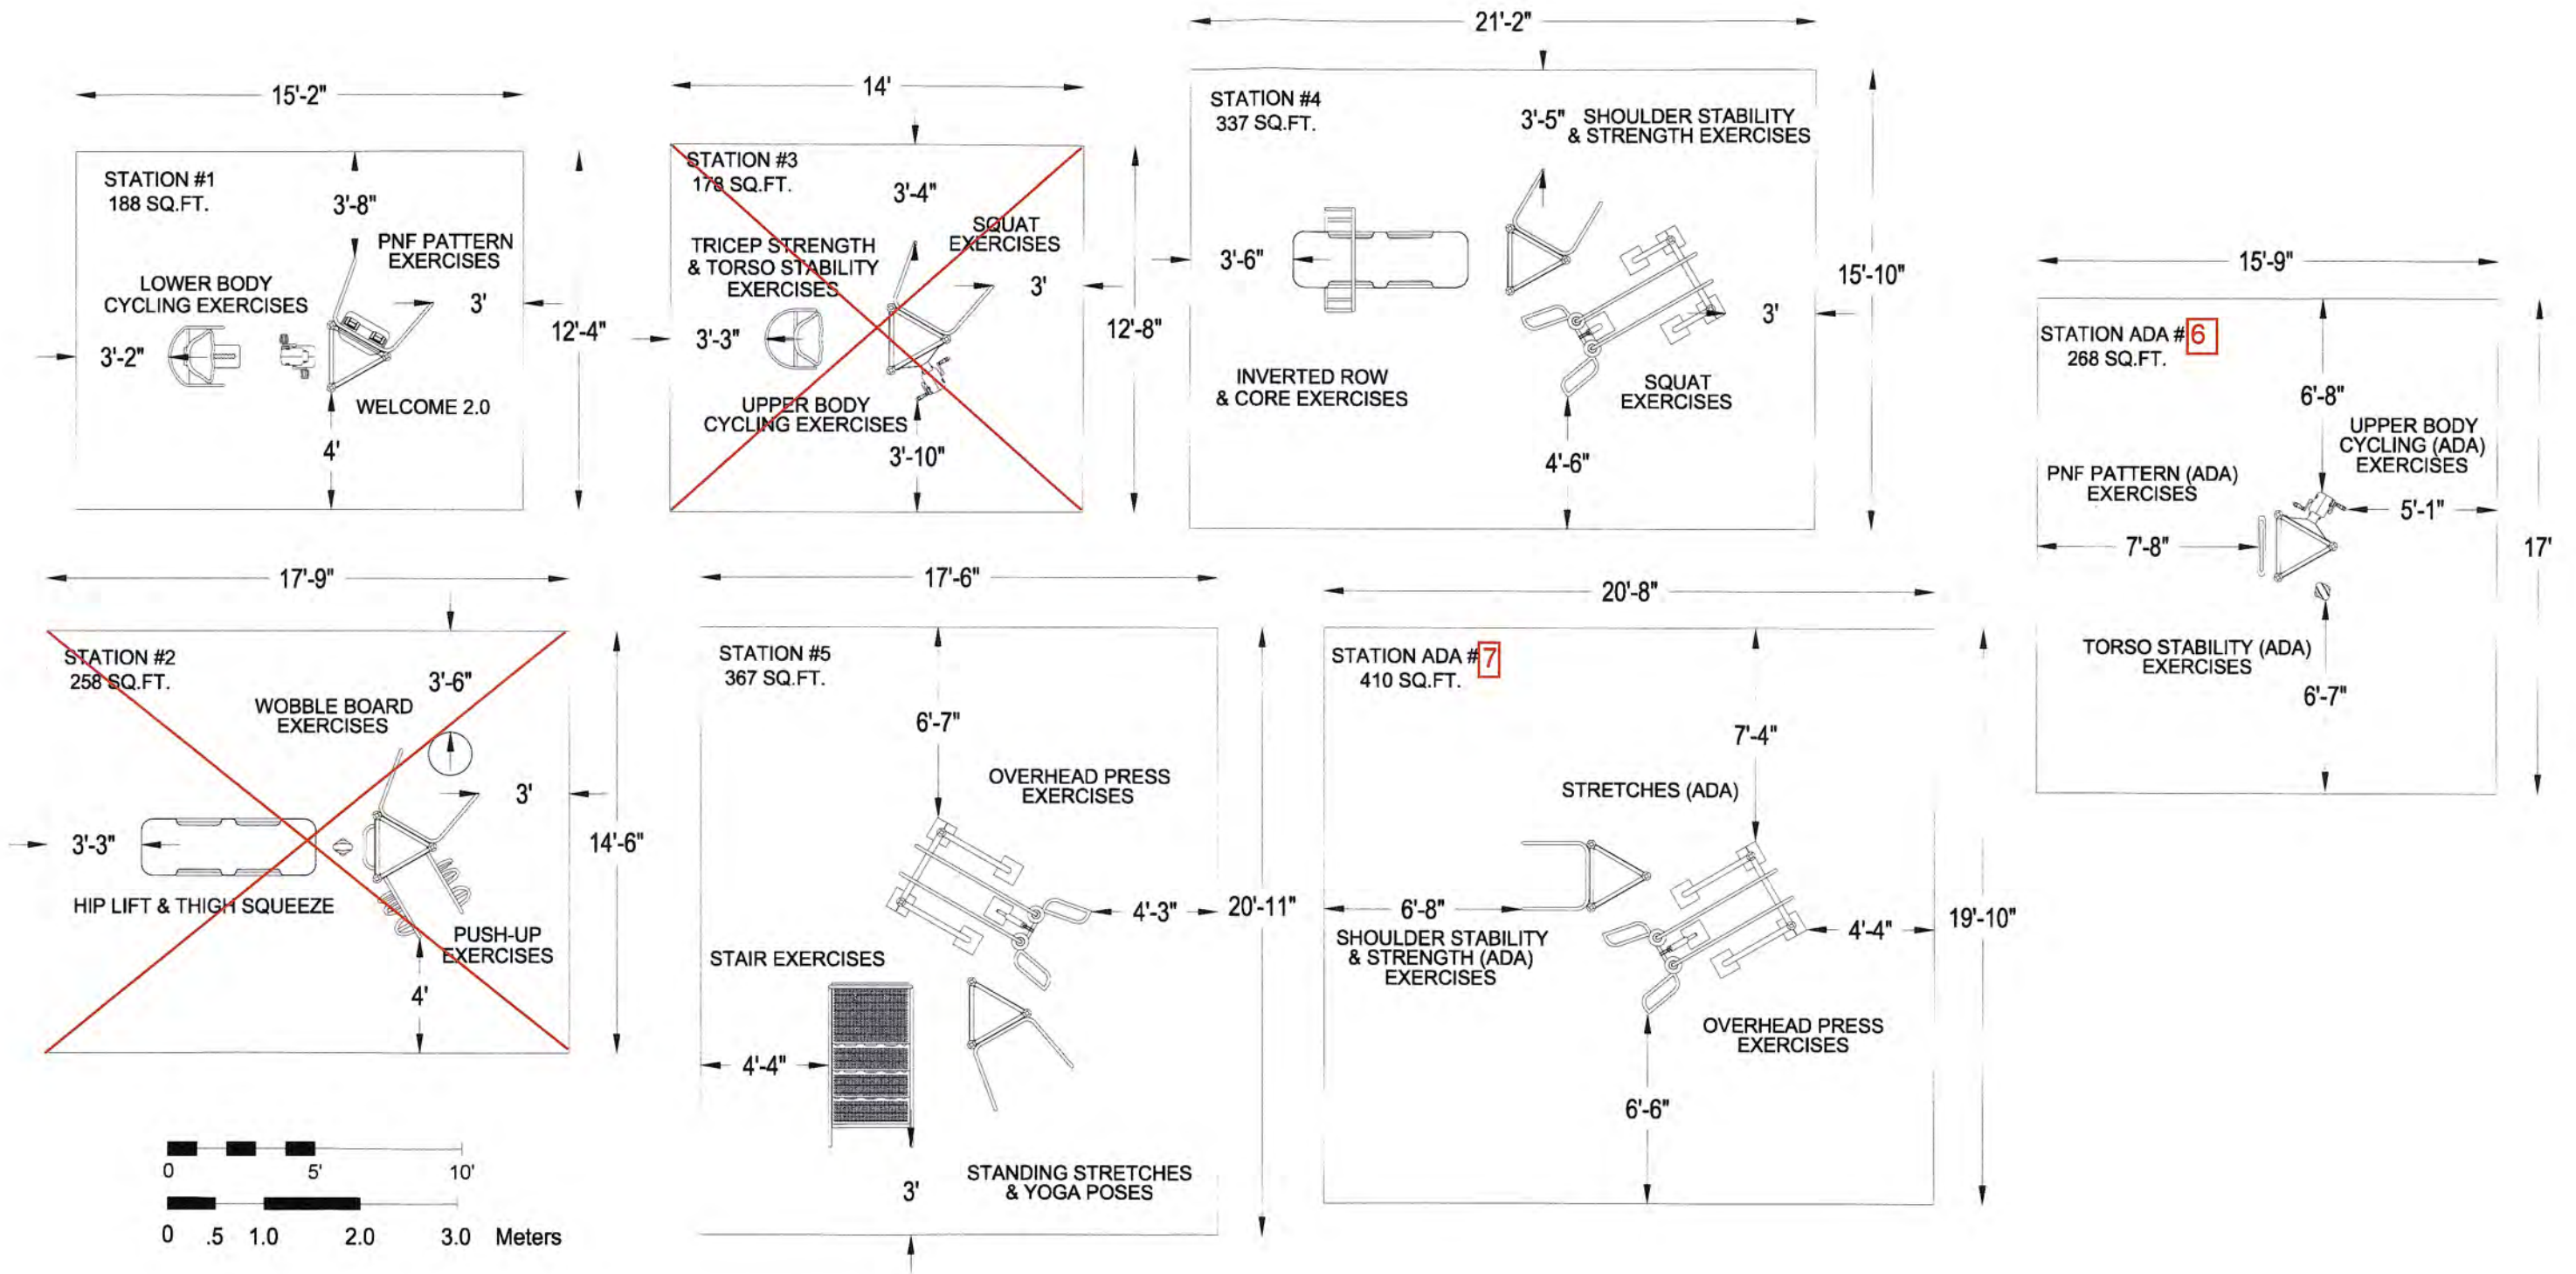 15'-2"
STATION #1
188 SQ.FT.
3'-8"
PNF PATTERN
EXERCISES
LOWER BODY
CYCLING EXERCISES
3'
12'-4"
3'-2"
WELCOME 2.0
4'
14'
STATION #3
178 SQ.FT.
3'-4"
SQUAT
EXERCISES
TRICEP STRENGTH
& TORSO STABILITY
EXERCISES
3'
12'-8"
3'-3"
UPPER BODY
CYCLING EXERCISES
3'-10"
21'-2"
STATION #4
337 SQ.FT.
3'-5"
SHOULDER STABILITY
& STRENGTH EXERCISES
3'-6"
15'-10"
3'
INVERTED ROW
& CORE EXERCISES
SQUAT
EXERCISES
4'-6"
15'-9"
STATION ADA # 6
268 SQ.FT.
6'-8"
UPPER BODY
CYCLING (ADA)
EXERCISES
PNF PATTERN (ADA)
EXERCISES
5'-1"
7'-8"
17'
TORSO STABILITY (ADA)
EXERCISES
6'-7"
17'-9"
STATION #2
258 SQ.FT.
3'-6"
WOBBLE BOARD
EXERCISES
3'
3'-3"
14'-6"
HIP LIFT & THIGH SQUEEZE
PUSH-UP
EXERCISES
4'
17'-6"
STATION #5
367 SQ.FT.
6'-7"
OVERHEAD PRESS
EXERCISES
4'-3"
20'-11"
STAIR EXERCISES
4'-4"
STANDING STRETCHES
& YOGA POSES
3'
20'-8"
STATION ADA # 7
410 SQ.FT.
7'-4"
STRETCHES (ADA)
6'-8"
19'-10"
4'-4"
SHOULDER STABILITY
& STRENGTH (ADA)
EXERCISES
OVERHEAD PRESS
EXERCISES
6'-6"
0 5' 10'
0 .5 1.0 2.0 3.0 Meters